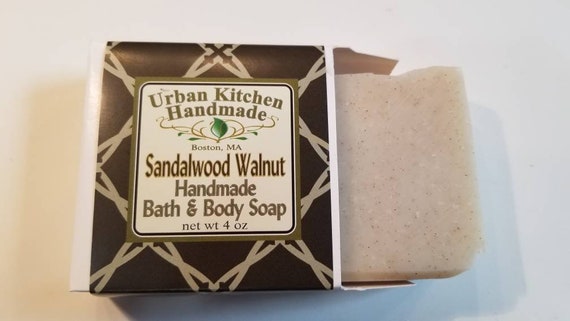 Urban Kitchen
Handmade
Boston, MA
Sandalwood Walnut
Handmade
Bath & Body Soap
net wt 4 oz